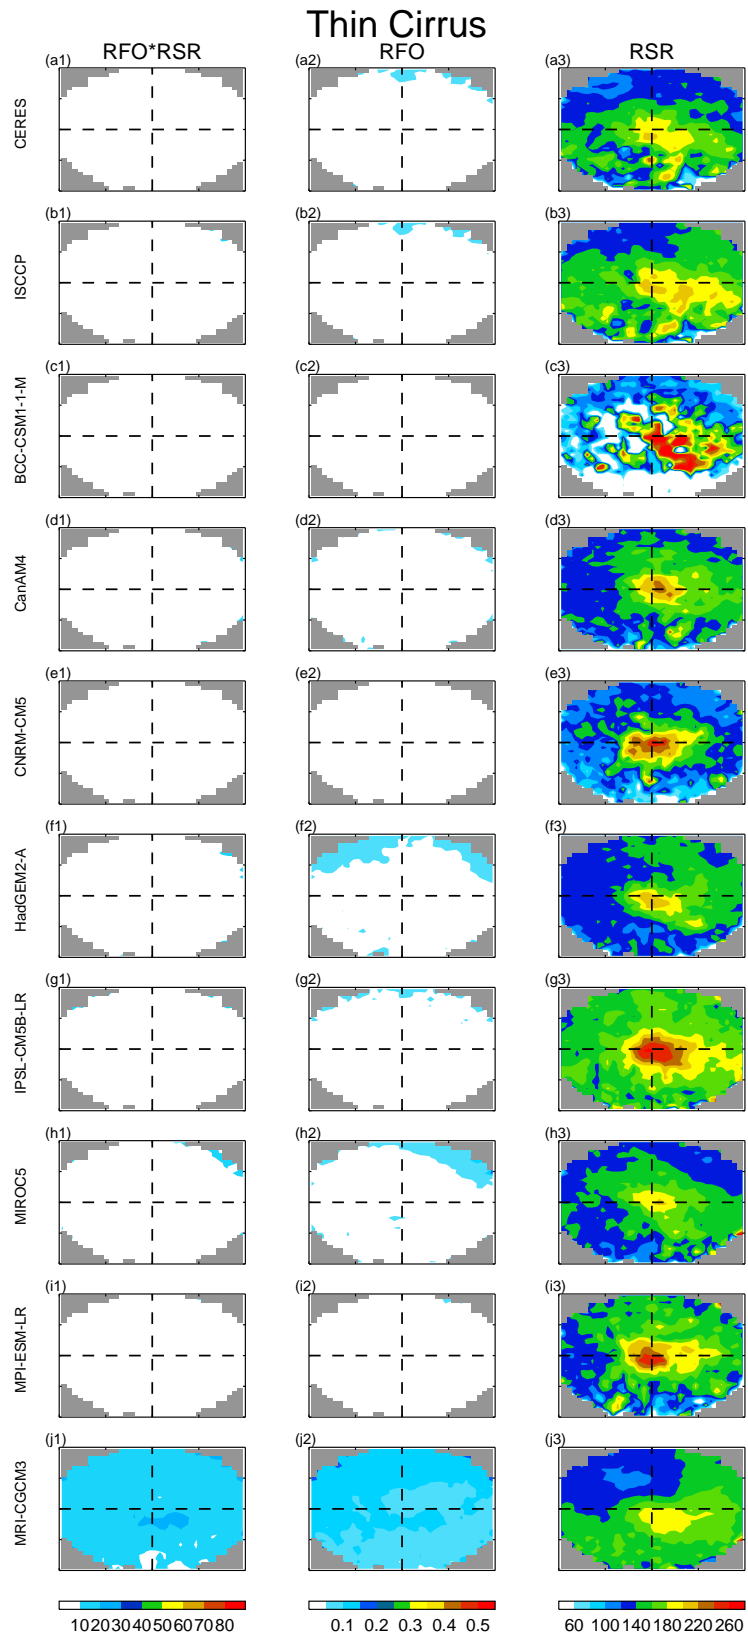 Thin Cirrus
RFO*RSR RFO RSR
(a1) (a2) (a3)
CERES
(b1) (b2) (b3)
ISCCP
(c1) (c2) (c3)
BCC-CSM1-1-M
(d1) (d2) (d3)
CanAM4
(e1) (e2) (e3)
CNRM-CM5
(f1) (f2) (f3)
HadGEM2-A
(g1) (g2) (g3)
IPSL-CM5B-LR
(h1) (h2) (h3)
MIROC5
(i1) (i2) (i3)
MPI-ESM-LR
(j1) (j2) (j3)
MRI-CGCM3
10 20 30 40 50 60 70 80 0.1 0.2 0.3 0.4 0.5 60 100 140 180 220 260